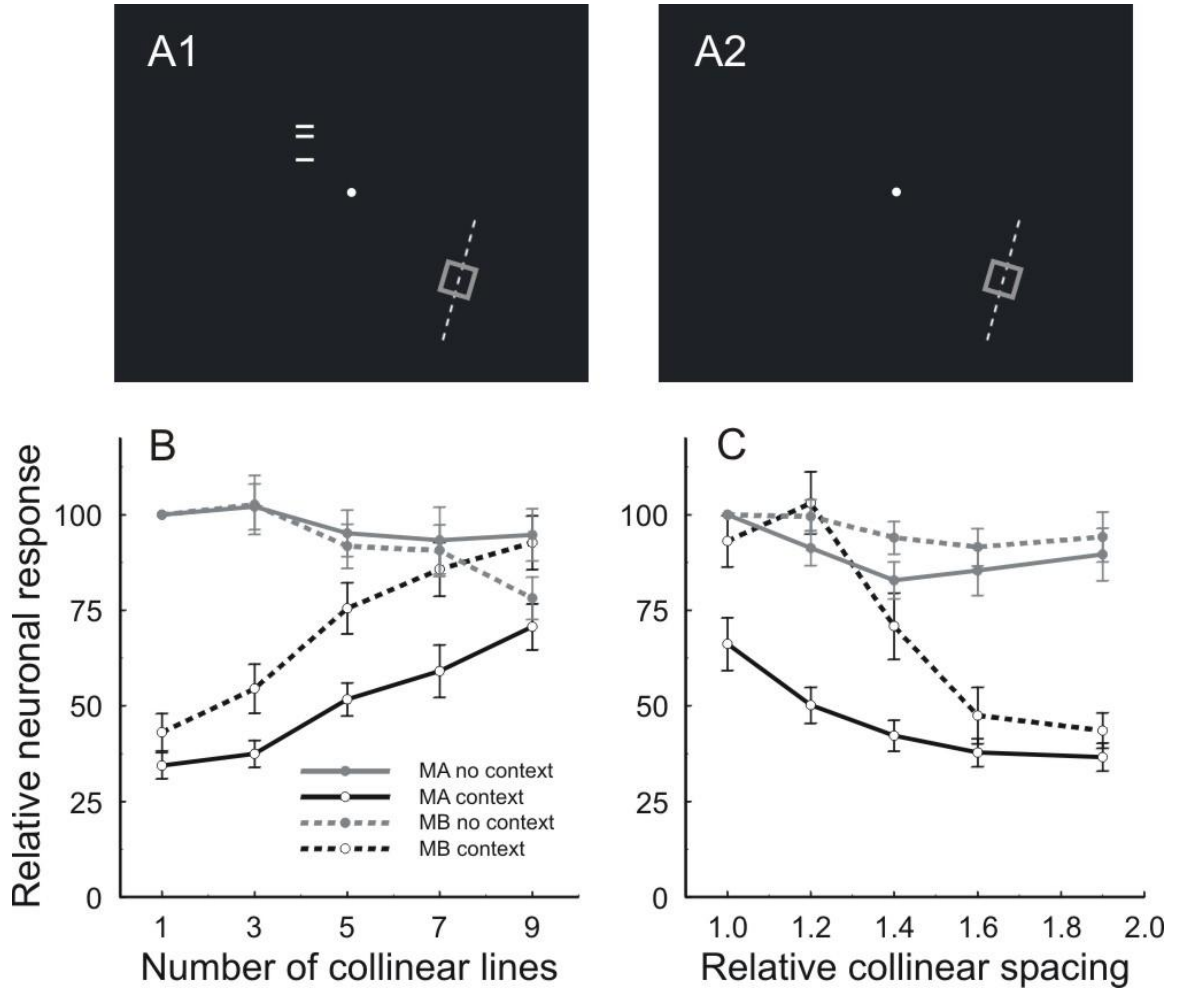 A1
A2
Relative neuronal response
B
100
75
50
25
0
MA no context
MA context
MB no context
MB context
1 3 5 7 9
Number of collinear lines
C
100
75
50
25
0
1.0 1.2 1.4 1.6 1.8 2.0
Relative collinear spacing